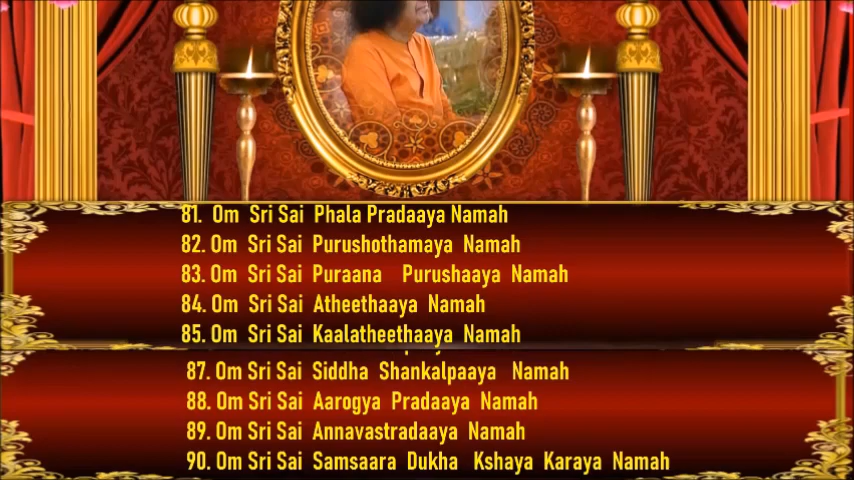 81. Om Sri Sai Phala Pradaaya Namah
82. Om Sri Sai Purushothamaya Namah
83. Om Sri Sai Puraana Purushaaya Namah
84. Om Sri Sai Atheethaaya Namah
85. Om Sri Sai Kaalatheethaaya Namah
87. Om Sri Sai Siddha Shankalpaaya Namah
88. Om Sri Sai Aarogya Pradaaya Namah
89. Om Sri Sai Annavastradaaya Namah
90. Om Sri Sai Samsaara Dukha Kshaya Karaya Namah